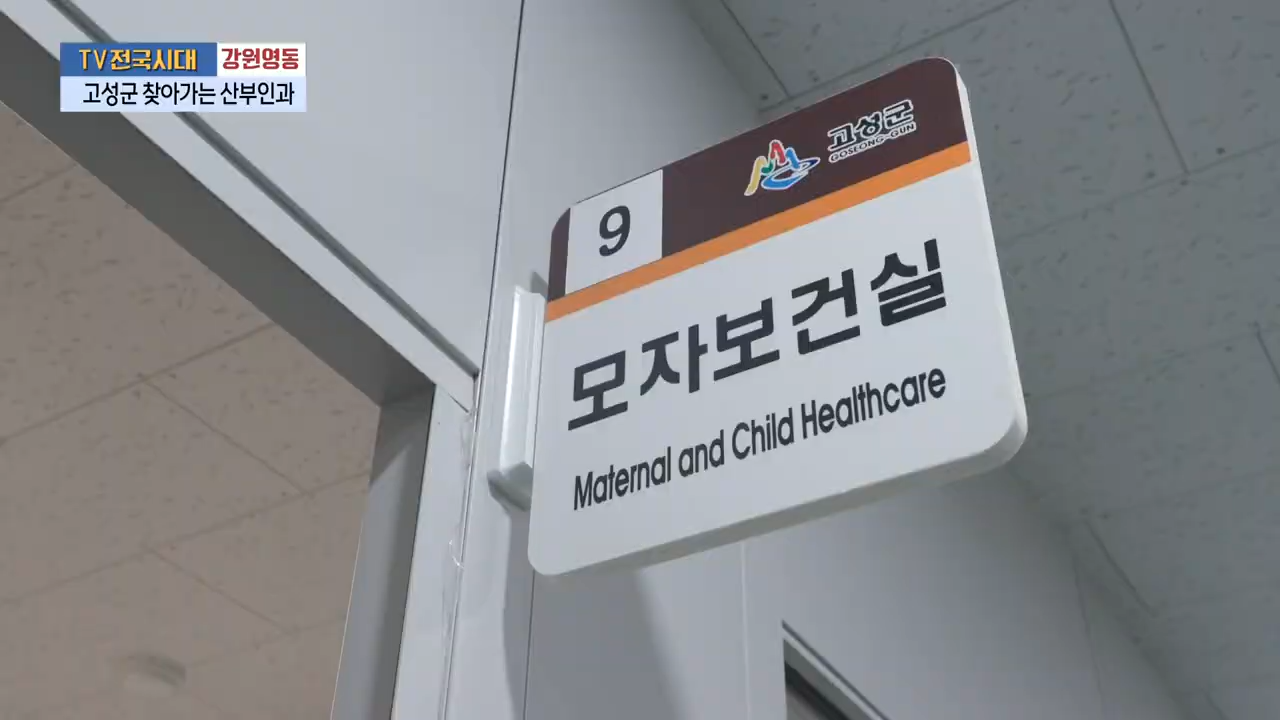 TV전국시대 강원영동
고성군 찾아가는 산부인과
고성군
GOSEONG-GUN
9
모자보건실
Maternal and Child Healthcare